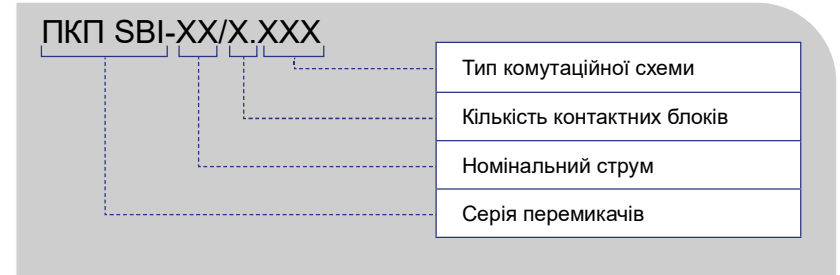 ПКП SBI-XX/X.XXX
Тип комутаційної схеми
Кількість контактних блоків
Номінальний струм
Серія перемикачів